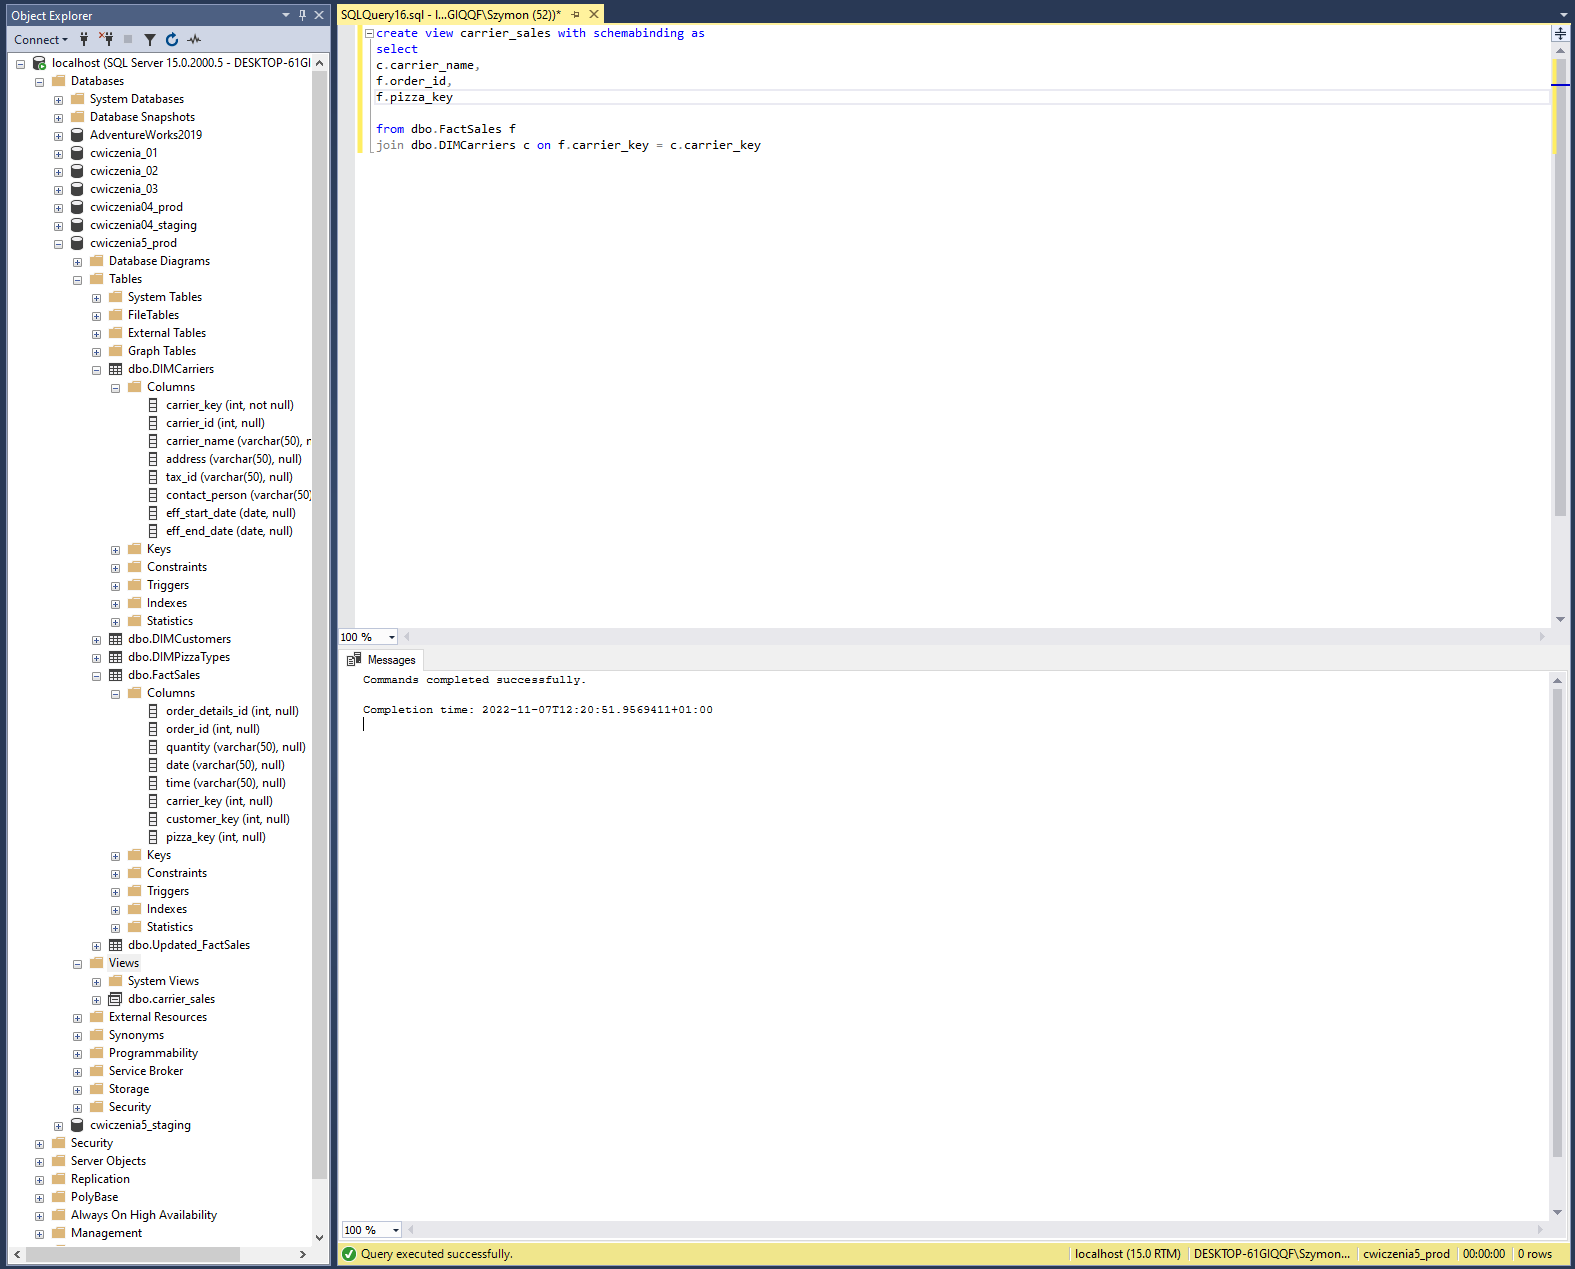 Object Explorer
Connect
localhost (SQL Server 15.0.2000.5 - DESKTOP-61GI
Databases
System Databases
Database Snapshots
AdventureWorks2019
cwiczenia_01
cwiczenia_02
cwiczenia_03
cwiczenia04_prod
cwiczenia04_staging
cwiczenia5_prod
Database Diagrams
Tables
System Tables
FileTables
External Tables
Graph Tables
dbo.DIMCarriers
Columns
carrier_key (int, not null)
carrier_id (int, null)
carrier_name (varchar(50), n
address (varchar(50), null)
tax_id (varchar(50), null)
contact_person (varchar(50)
eff_start_date (date, null)
eff_end_date (date, null)
Keys
Constraints
Triggers
Indexes
Statistics
dbo.DIMCustomers
dbo.DIMPizzaTypes
dbo.FactSales
Columns
order_details_id (int, null)
order_id (int, null)
quantity (varchar(50), null)
date (varchar(50), null)
time (varchar(50), null)
carrier_key (int, null)
customer_key (int, null)
pizza_key (int, null)
Keys
Constraints
Triggers
Indexes
Statistics
dbo.Updated_FactSales
Views
System Views
dbo.carrier_sales
External Resources
Synonyms
Programmability
Service Broker
Storage
Security
cwiczenia5_staging
Security
Server Objects
Replication
PolyBase
Always On High Availability
Management
SQLQuery16.sql - l...GIQQF\Szymon (52))*
create view carrier_sales with schemabinding as
select
c.carrier_name,
f.order_id,
f.pizza_key
from dbo.FactSales f
join dbo.DIMCarriers c on f.carrier_key = c.carrier_key
100 %
Messages
Commands completed successfully.
Completion time: 2022-11-07T12:20:51.9569411+01:00
100 %
Query executed successfully.
localhost (15.0 RTM)
DESKTOP-61GIQQF\Szymon...
cwiczenia5_prod
00:00:00
0 rows